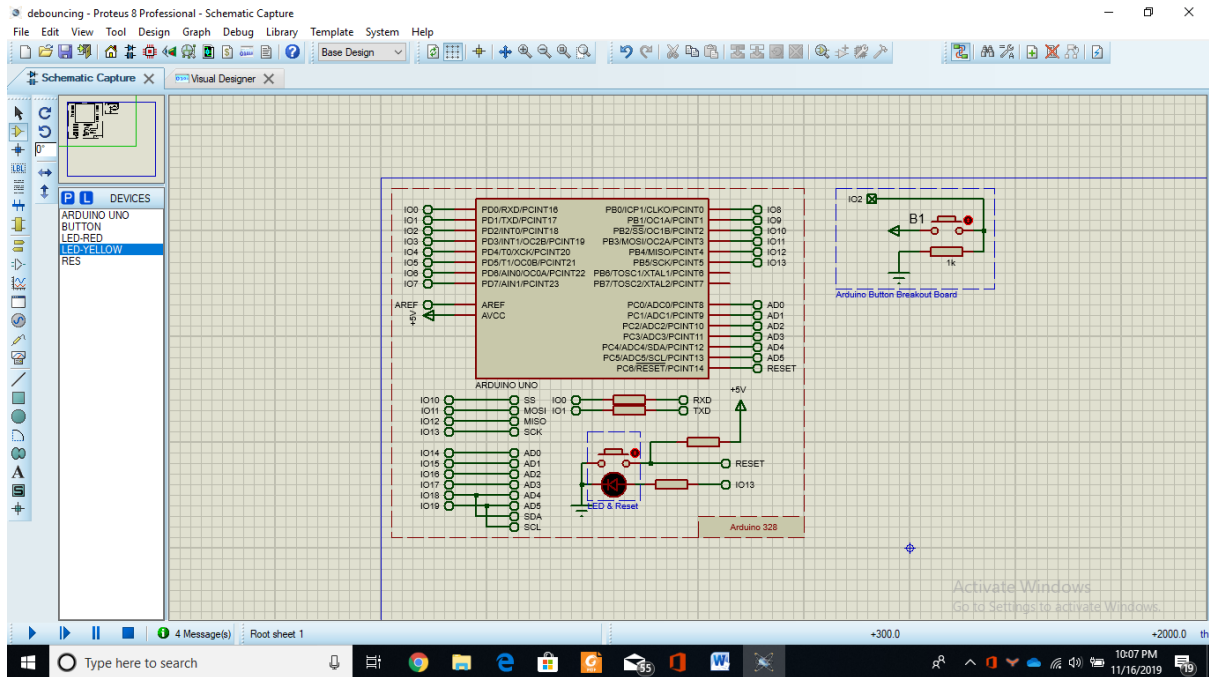 debouncing - Proteus 8 Professional - Schematic Capture
File Edit View Tool Design Graph Debug Library Template System Help
Base Design
Schematic Capture
Visual Designer
0°
LBL
P L DEVICES
ARDUINO UNO
BUTTON
LED-RED
LED-YELLOW
RES
A
S
IO0 PD0/RXD/PCINT16 PB0/ICP1/CLKO/PCINT0 IO8
IO1 PD1/TXD/PCINT17 PB1/OC1A/PCINT1 IO9
IO2 PD2/INT0/PCINT18 PB2/SS/OC1B/PCINT2 IO10
IO3 PD3/INT1/OC2B/PCINT19 PB3/MOSI/OC2A/PCINT3 IO11
IO4 PD4/T0/XCK/PCINT20 PB4/MISO/PCINT4 IO12
IO5 PD5/T1/OC0B/PCINT21 PB5/SCK/PCINT5 IO13
IO6 PD6/AIN0/OC0A/PCINT22 PB6/TOSC1/XTAL1/PCINT6
IO7 PD7/AIN1/PCINT23 PB7/TOSC2/XTAL2/PCINT7
AREF AREF PC0/ADC0/PCINT8 AD0
+5V AVCC PC1/ADC1/PCINT9 AD1
PC2/ADC2/PCINT10 AD2
PC3/ADC3/PCINT11 AD3
PC4/ADC4/SDA/PCINT12 AD4
PC5/ADC5/SCL/PCINT13 AD5
PC6/RESET/PCINT14 RESET
ARDUINO UNO
IO10 SS IO0 RXD
IO11 MOSI IO1 TXD
IO12 MISO
IO13 SCK
+5V
IO14 AD0
IO15 AD1
IO16 AD2
IO17 AD3
IO18 AD4
IO19 AD5
SDA
SCL
RESET
IO13
LED & Reset
Arduino 328
IO2
B1
1k
Arduino Button Breakout Board
Activate Windows
Go to Settings to activate Windows.
4 Message(s) Root sheet 1 +300.0 +2000.0 th
Type here to search
55
10:07 PM
11/16/2019
19